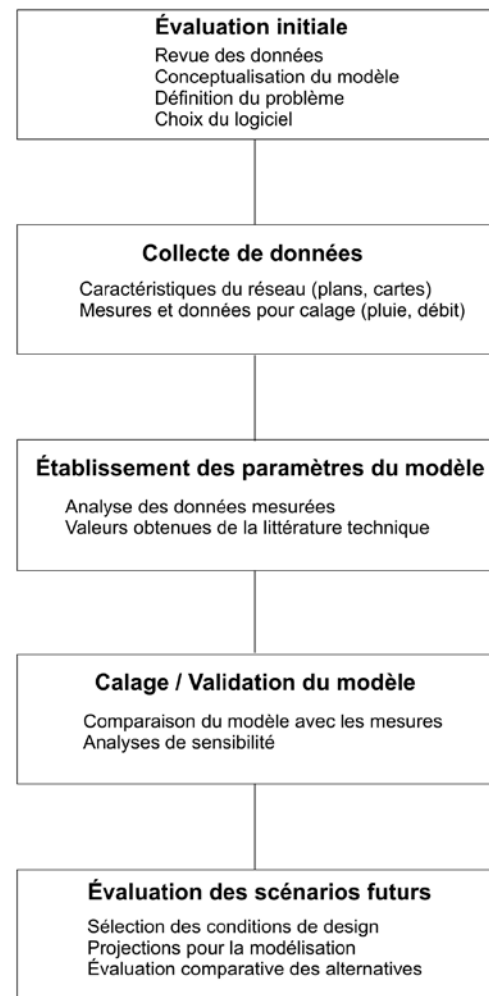 Évaluation initiale
Revue des données
Conceptualisation du modèle
Définition du problème
Choix du logiciel
Collecte de données
Caractéristiques du réseau (plans, cartes)
Mesures et données pour calage (pluie, débit)
Établissement des paramètres du modèle
Analyse des données mesurées
Valeurs obtenues de la littérature technique
Calage / Validation du modèle
Comparaison du modèle avec les mesures
Analyses de sensibilité
Évaluation des scénarios futurs
Sélection des conditions de design
Projections pour la modélisation
Évaluation comparative des alternatives